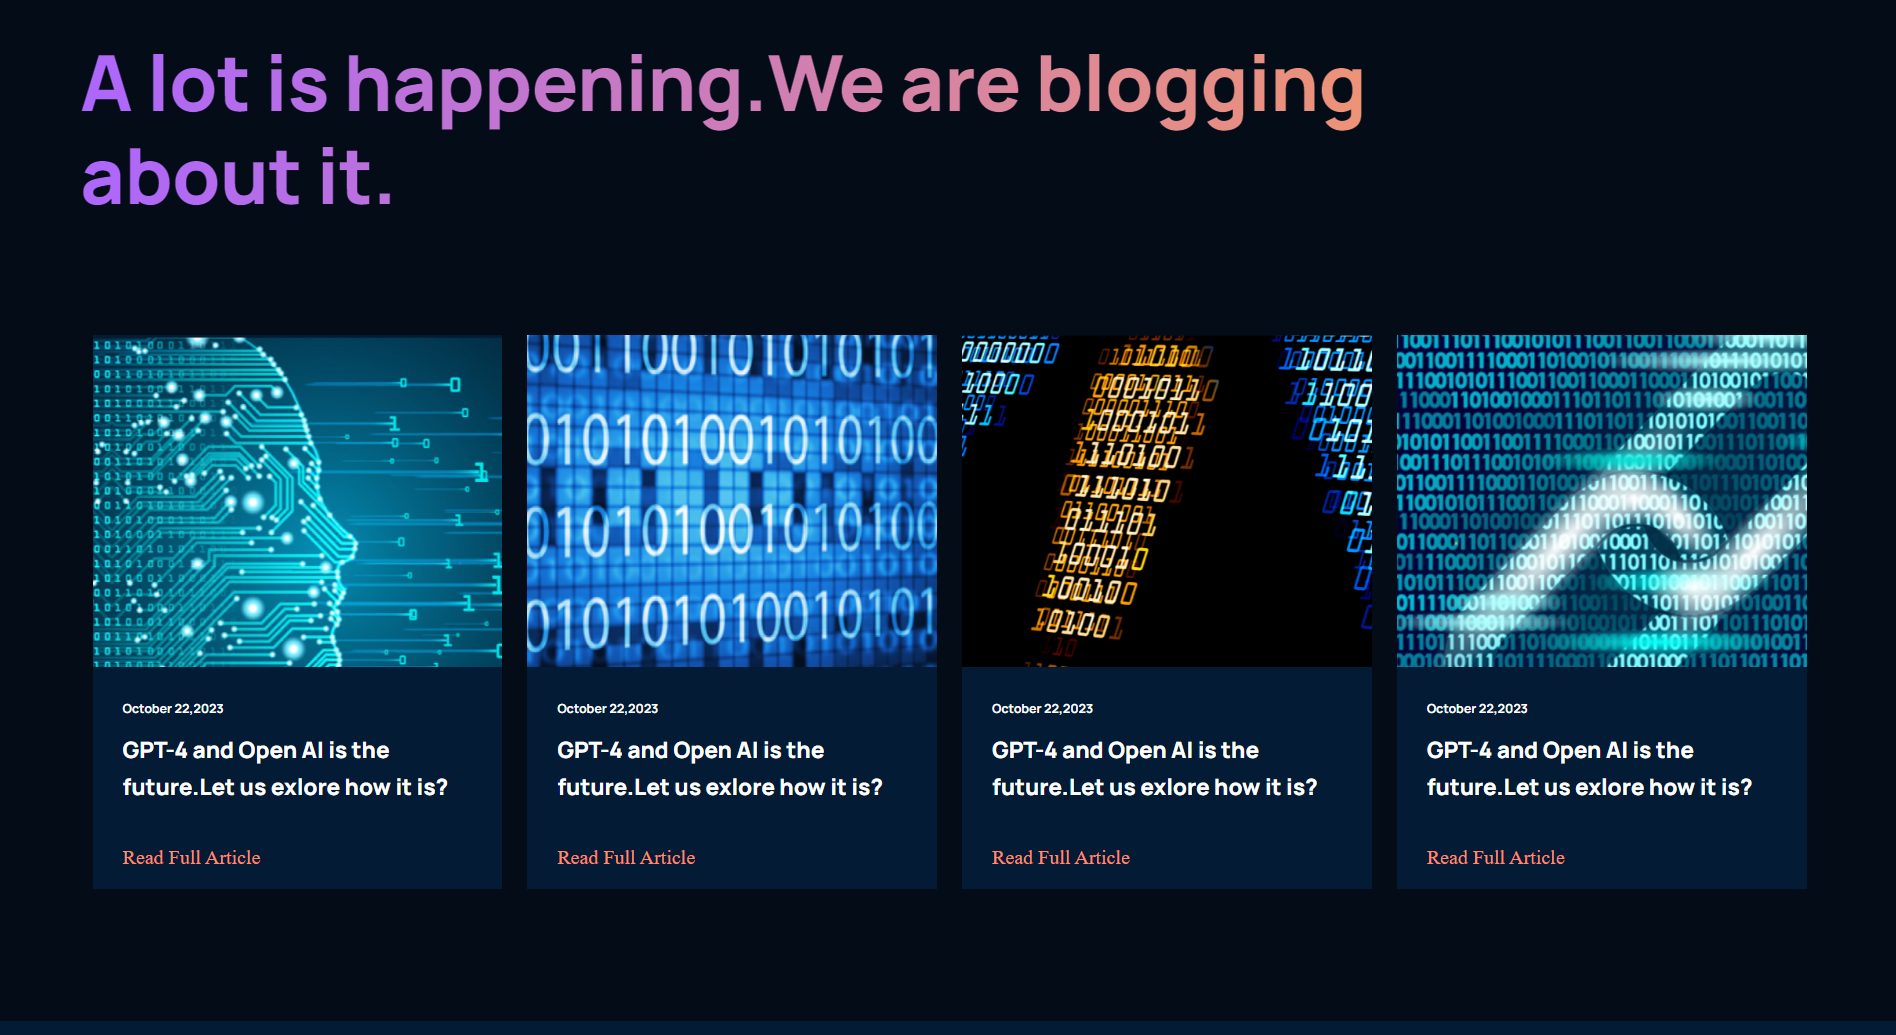 A lot is happening.We are blogging
about it.
October 22,2023
GPT-4 and Open AI is the
future.Let us exlore how it is?
Read Full Article
October 22,2023
GPT-4 and Open AI is the
future.Let us exlore how it is?
Read Full Article
October 22,2023
GPT-4 and Open AI is the
future.Let us exlore how it is?
Read Full Article
October 22,2023
GPT-4 and Open AI is the
future.Let us exlore how it is?
Read Full Article